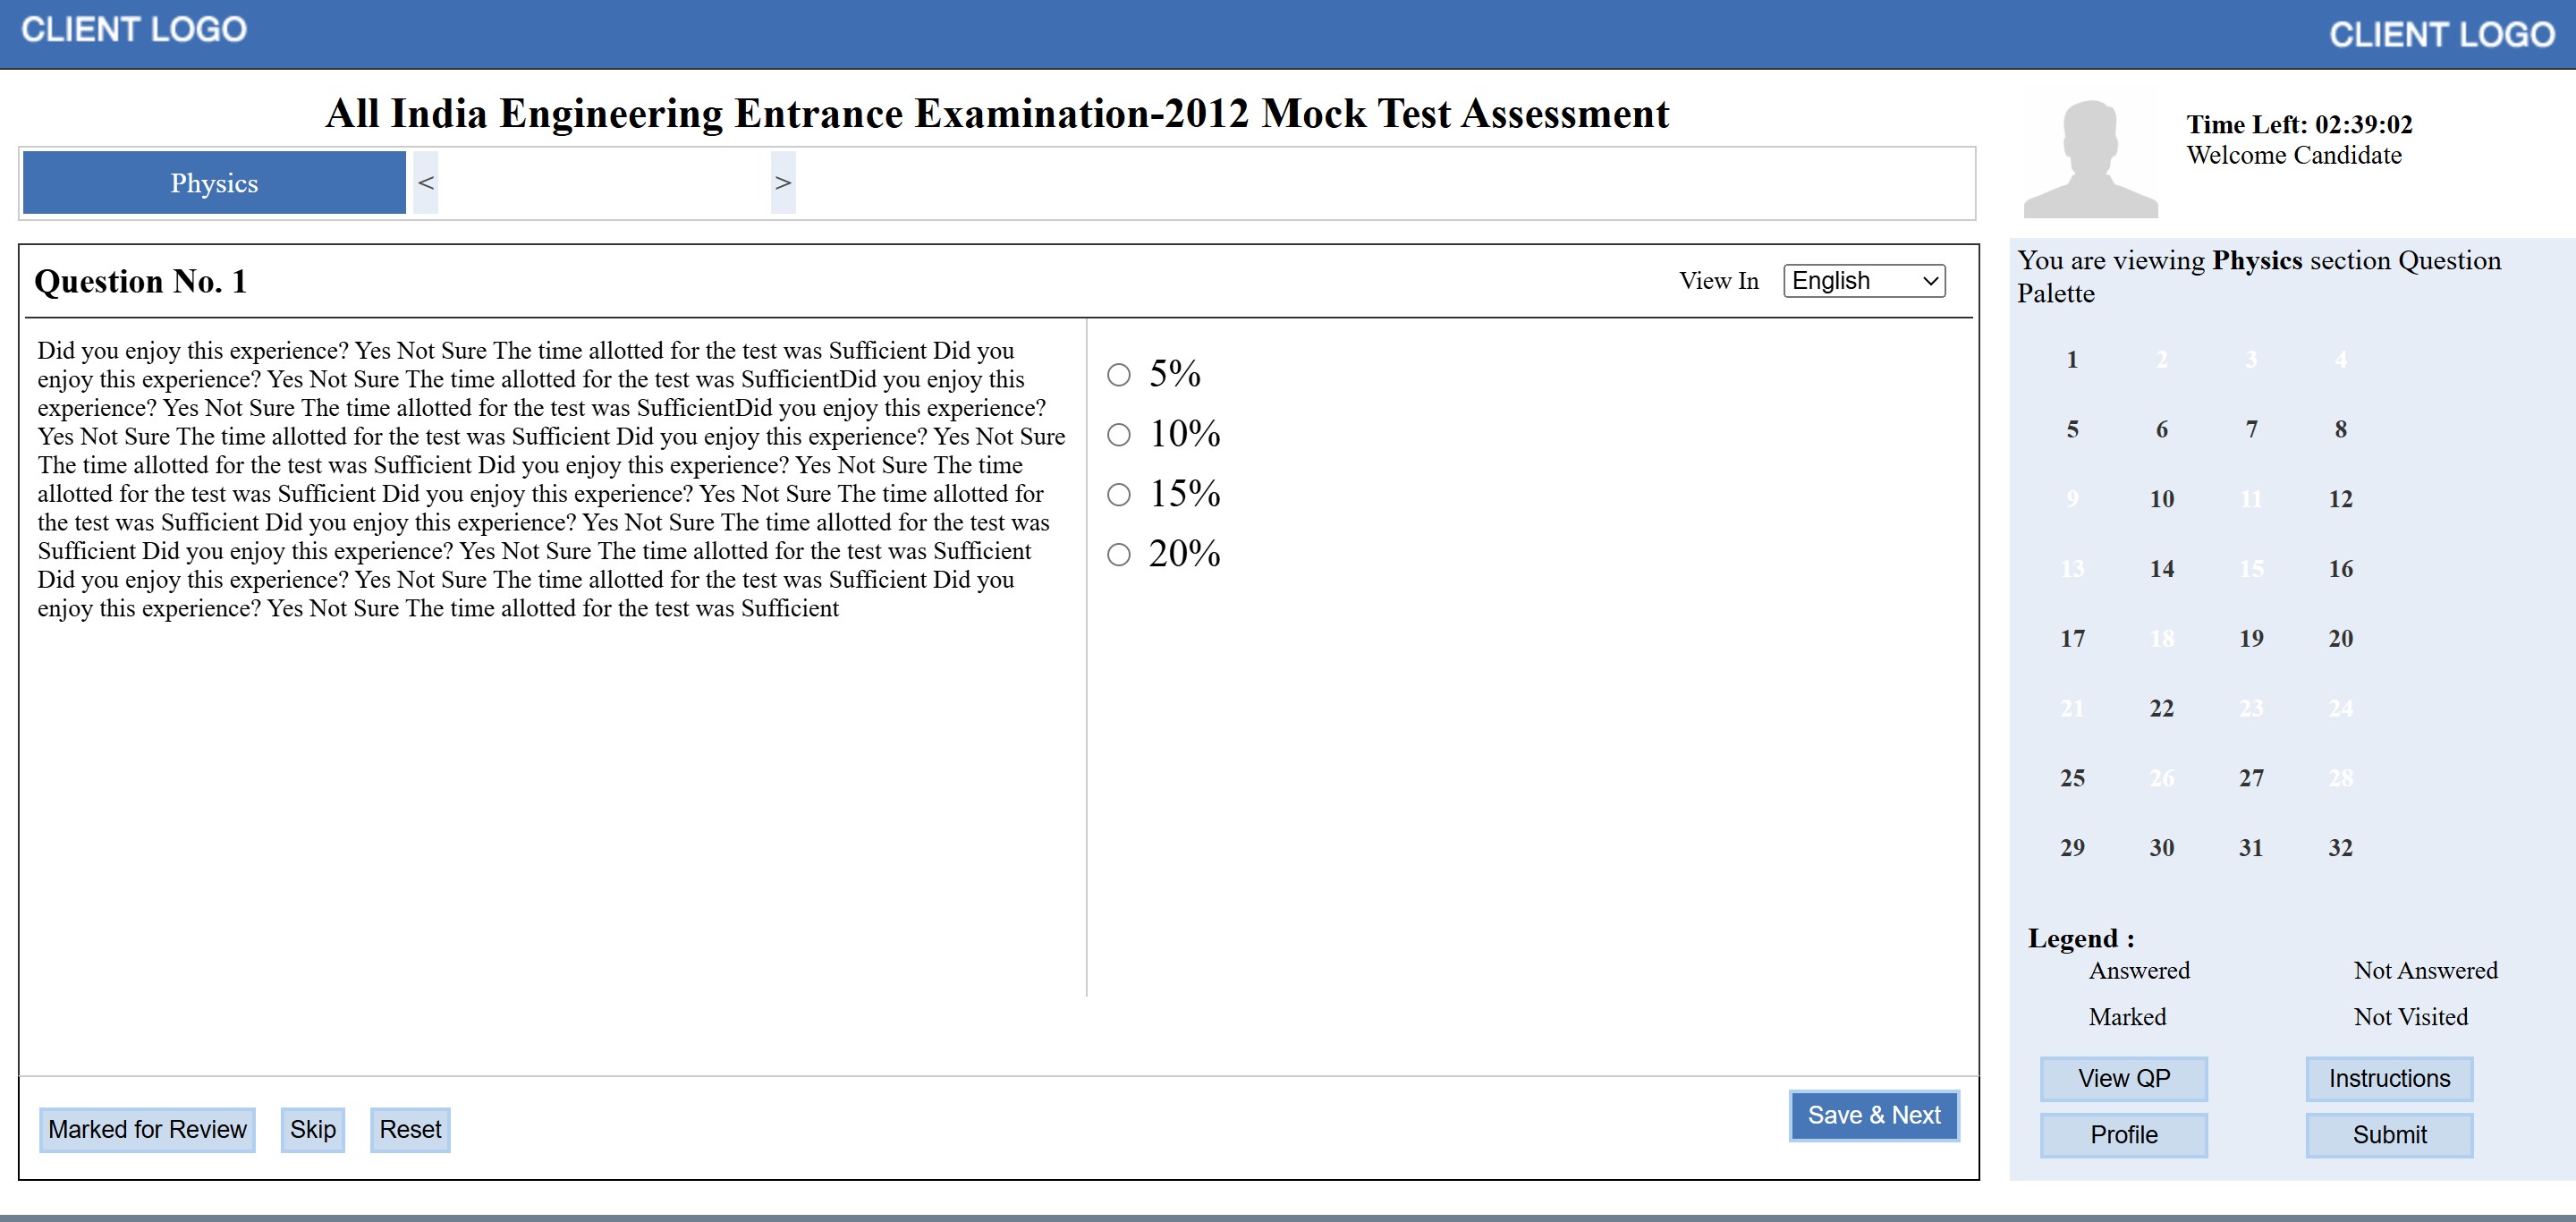 CLIENT LOGO
CLIENT LOGO
All India Engineering Entrance Examination-2012 Mock Test Assessment
Time Left: 02:39:02
Welcome Candidate
Physics
<
>
Question No. 1
View In
English
Did you enjoy this experience? Yes Not Sure The time allotted for the test was Sufficient Did you
enjoy this experience? Yes Not Sure The time allotted for the test was SufficientDid you enjoy this
experience? Yes Not Sure The time allotted for the test was SufficientDid you enjoy this experience?
Yes Not Sure The time allotted for the test was Sufficient Did you enjoy this experience? Yes Not Sure
The time allotted for the test was Sufficient Did you enjoy this experience? Yes Not Sure The time
allotted for the test was Sufficient Did you enjoy this experience? Yes Not Sure The time allotted for
the test was Sufficient Did you enjoy this experience? Yes Not Sure The time allotted for the test was
Sufficient Did you enjoy this experience? Yes Not Sure The time allotted for the test was Sufficient
Did you enjoy this experience? Yes Not Sure The time allotted for the test was Sufficient Did you
enjoy this experience? Yes Not Sure The time allotted for the test was Sufficient
5%
10%
15%
20%
Marked for Review
Skip
Reset
Save & Next
You are viewing Physics section Question
Palette
1 2 3 4
5 6 7 8
9 10 11 12
13 14 15 16
17 18 19 20
21 22 23 24
25 26 27 28
29 30 31 32
Legend :
Answered
Not Answered
Marked
Not Visited
View QP
Instructions
Profile
Submit